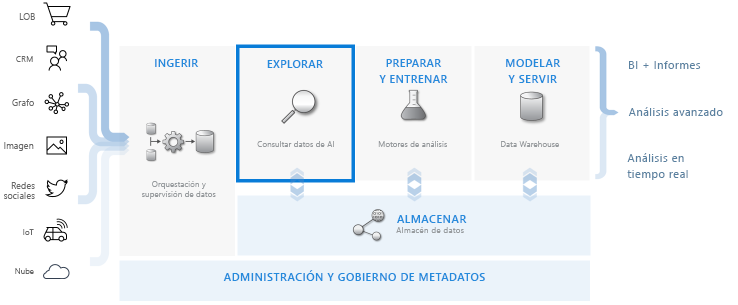 LOB
CRM
Grafo
Imagen
Redes
sociales
IoT
Nube
INGERIR
Orquestación y
supervisión de datos
EXPLORAR
Consultar datos de AI
PREPARAR
Y ENTRENAR
Motores de análisis
MODELAR
Y SERVIR
Data Warehouse
ALMACENAR
Almacén de datos
ADMINISTRACIÓN Y GOBIERNO DE METADATOS
BI + Informes
Análisis avanzado
Análisis en
tiempo real